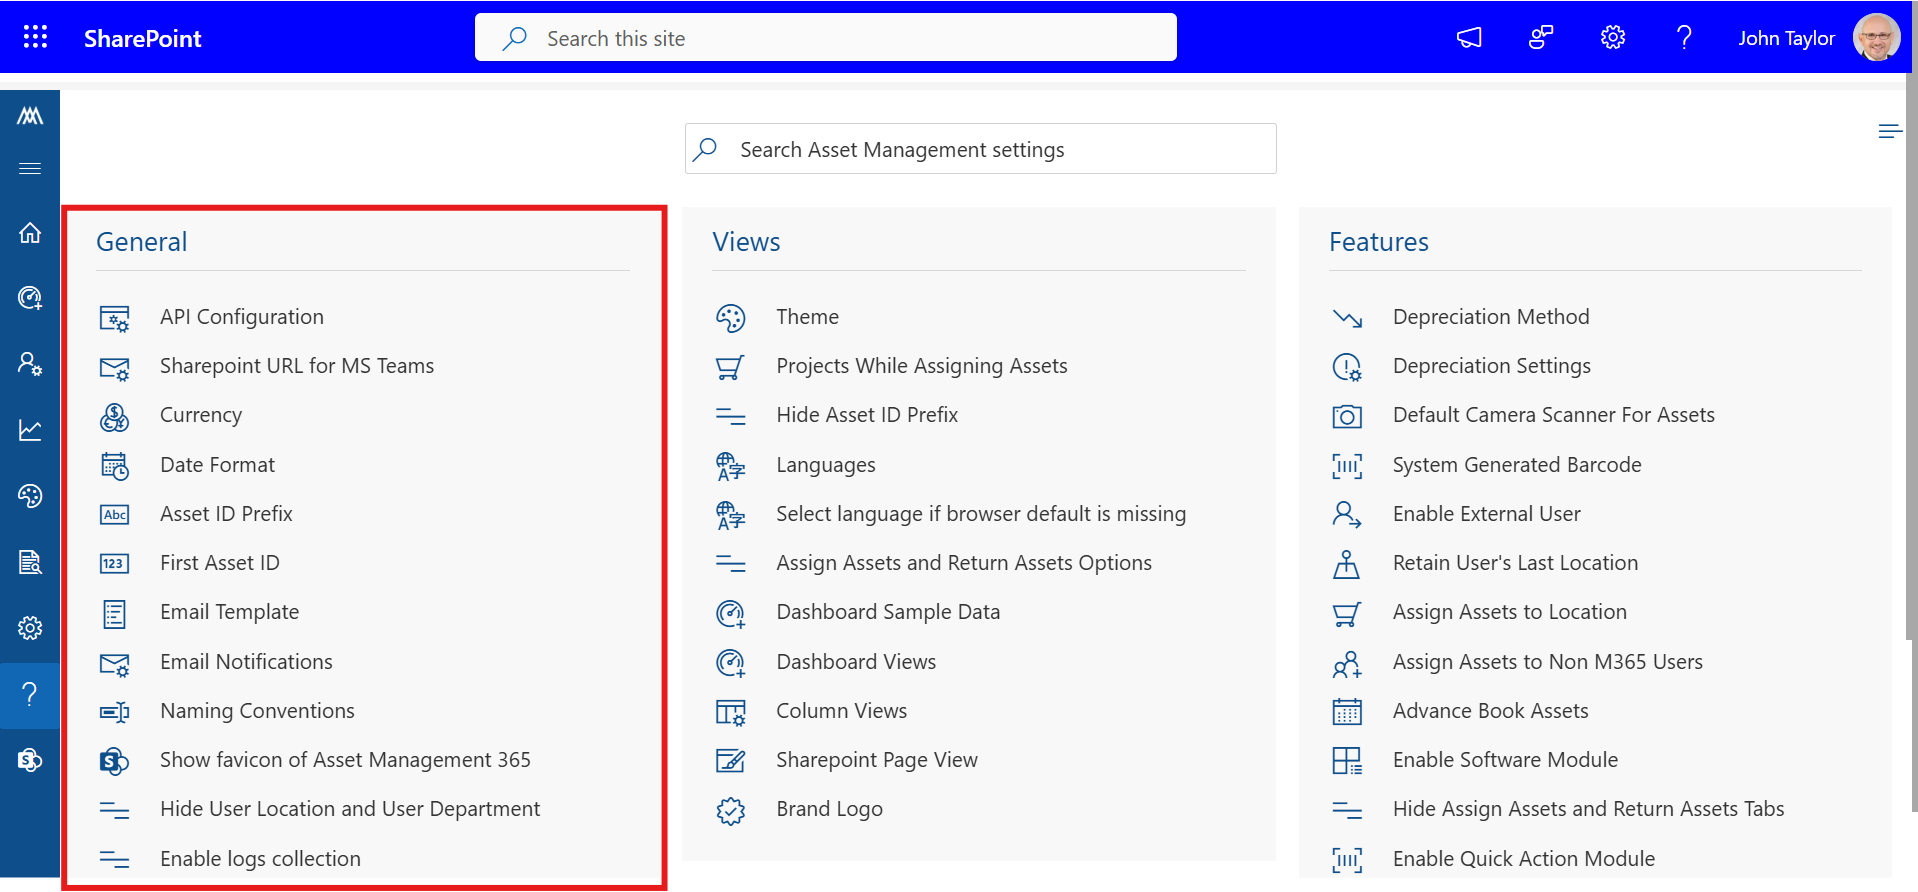 SharePoint
Search this site
John Taylor
Search Asset Management settings
General
API Configuration
Sharepoint URL for MS Teams
Currency
Date Format
Abc
Asset ID Prefix
123
First Asset ID
Email Template
Email Notifications
Naming Conventions
S
Show favicon of Asset Management 365
Hide User Location and User Department
Enable logs collection
Views
Theme
Projects While Assigning Assets
Hide Asset ID Prefix
A字
Languages
A字
Select language if browser default is missing
Assign Assets and Return Assets Options
Dashboard Sample Data
Dashboard Views
Column Views
Sharepoint Page View
Brand Logo
Features
Depreciation Method
Depreciation Settings
Default Camera Scanner For Assets
System Generated Barcode
Enable External User
Retain User's Last Location
Assign Assets to Location
Assign Assets to Non M365 Users
Advance Book Assets
Enable Software Module
Hide Assign Assets and Return Assets Tabs
Enable Quick Action Module